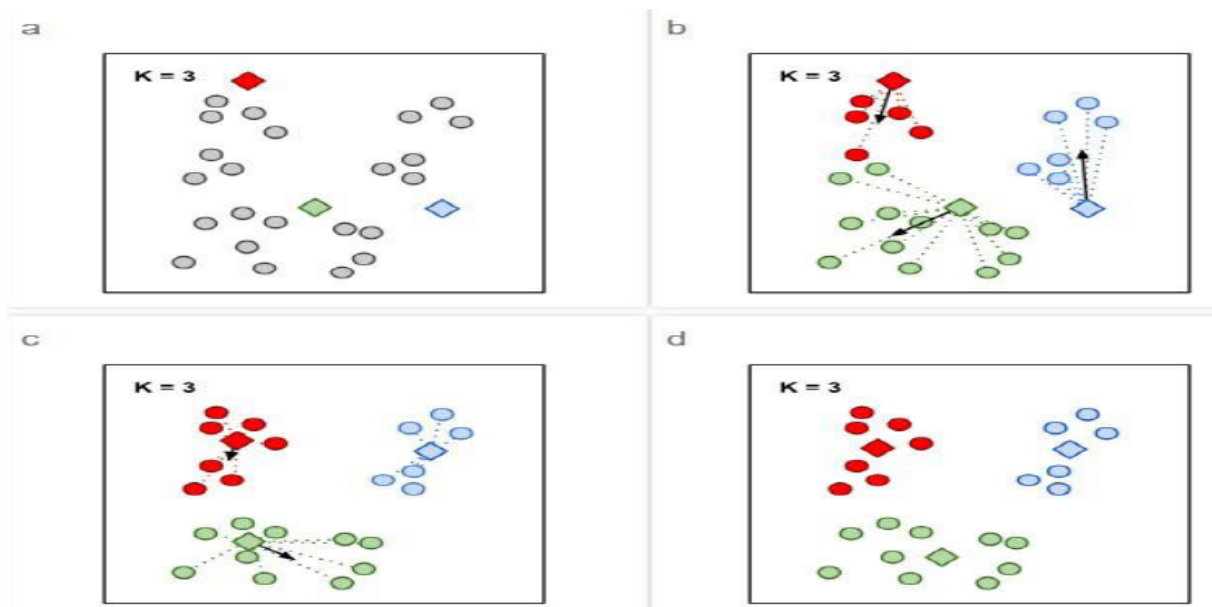 a
b
K = 3
K = 3
c
d
K = 3
K = 3